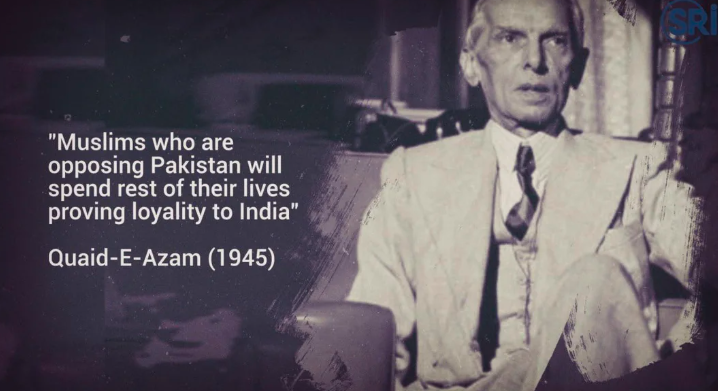 SRi
"Muslims who are
opposing Pakistan will
spend rest of their lives
proving loyality to India"
Quaid-E-Azam (1945)